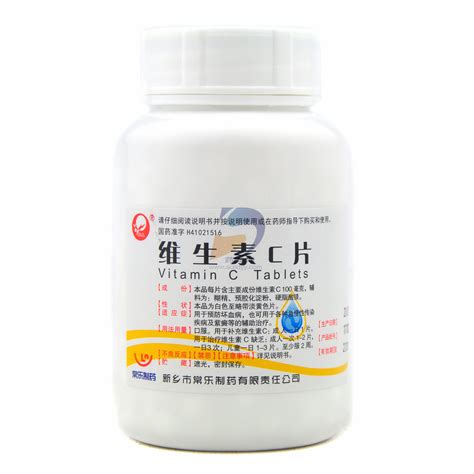 请仔细阅读说明书并按说明使用或在药师指导下购买和使用。
国药准字 H41021516
维生素C片
Vitamin C Tablets
【成 份】本品每片含主要成份维生素C100毫克,辅
料为:糊精、预胶化淀粉、硬脂酸镁。
【性 状】本品为白色至略带淡黄色片。
【适应症】用于预防坏血病,也可用于各种急慢性传染
疾病及紫癜等的辅助治疗。
【用法用量】口服。用于补充维生素C:成人一日1片。
用于治疗维生素C缺乏:成人一次1-2片,
一日3次;儿童一日1-3片。至少服2周。
【不良反应】【禁忌】【注意事项】详见说明书。
【贮 藏】遮光,密封保存。
常乐制药
新乡市常乐制药有限责任公司
【生产日期】
【产品批号】